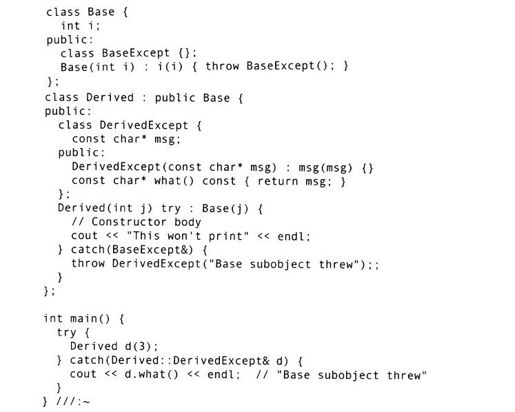 class Base {
  int i;
public:
  class BaseExcept {};
  Base(int i) : i(i) { throw BaseExcept(); }
};
class Derived : public Base {
public:
  class DerivedExcept {
    const char* msg;
  public:
    DerivedExcept(const char* msg) : msg(msg) {}
    const char* what() const { return msg; }
  };
  Derived(int j) try : Base(j) {
    // Constructor body
    cout << "This won't print" << endl;
  } catch(BaseExcept&) {
    throw DerivedExcept("Base subobject threw");;
  }
};

int main() {
  try {
    Derived d(3);
  } catch(Derived::DerivedExcept& d) {
    cout << d.what() << endl;  // "Base subobject threw"
  }
} ///:~